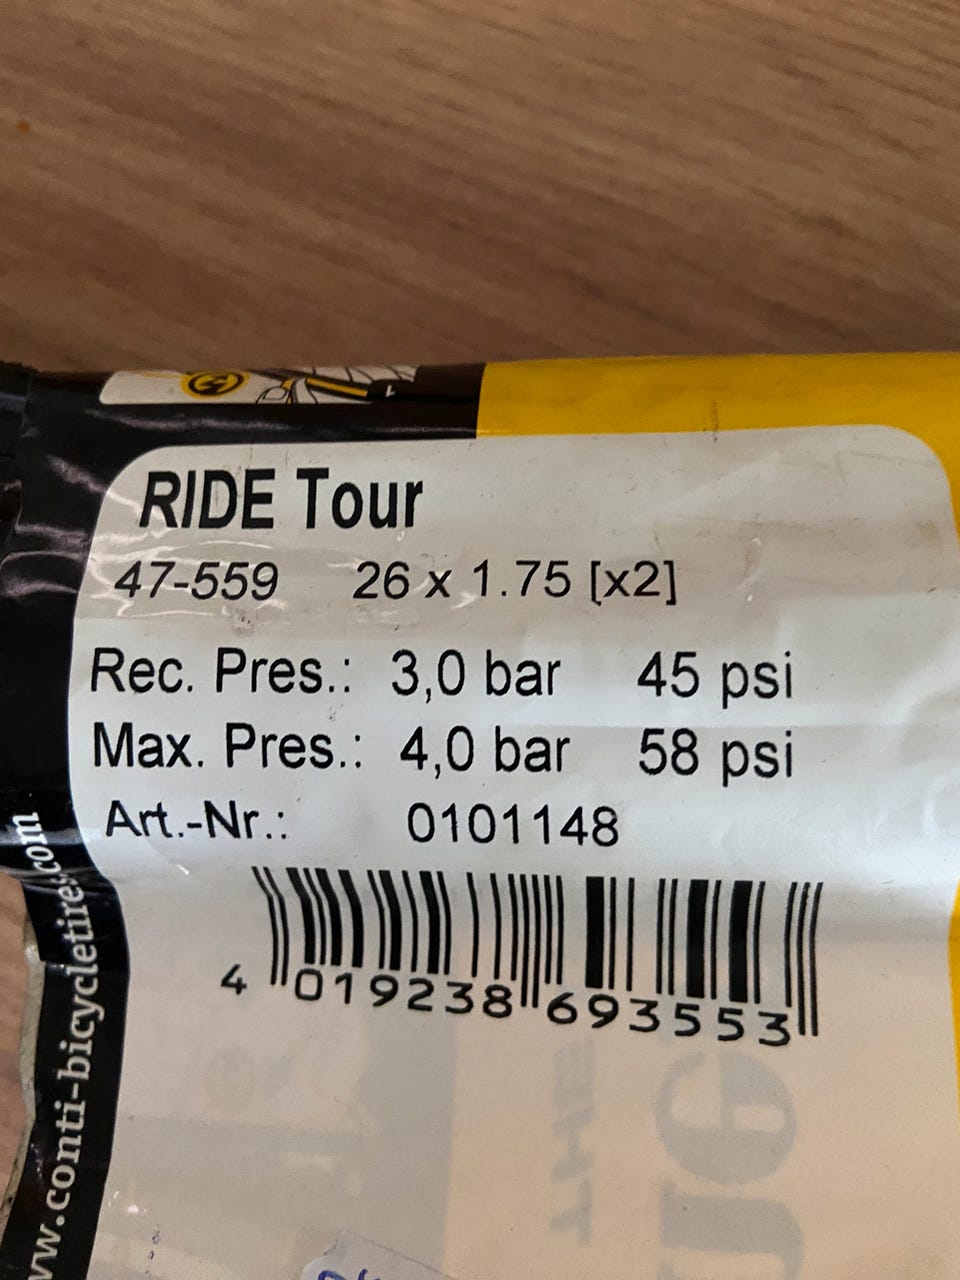 RIDE Tour
47-559 26 x 1.75 [x2]
Rec. Pres.: 3,0 bar 45 psi
Max. Pres.: 4,0 bar 58 psi
Art.-Nr.: 0101148
4 019238 693553
w.conti-bicycletires.com
1